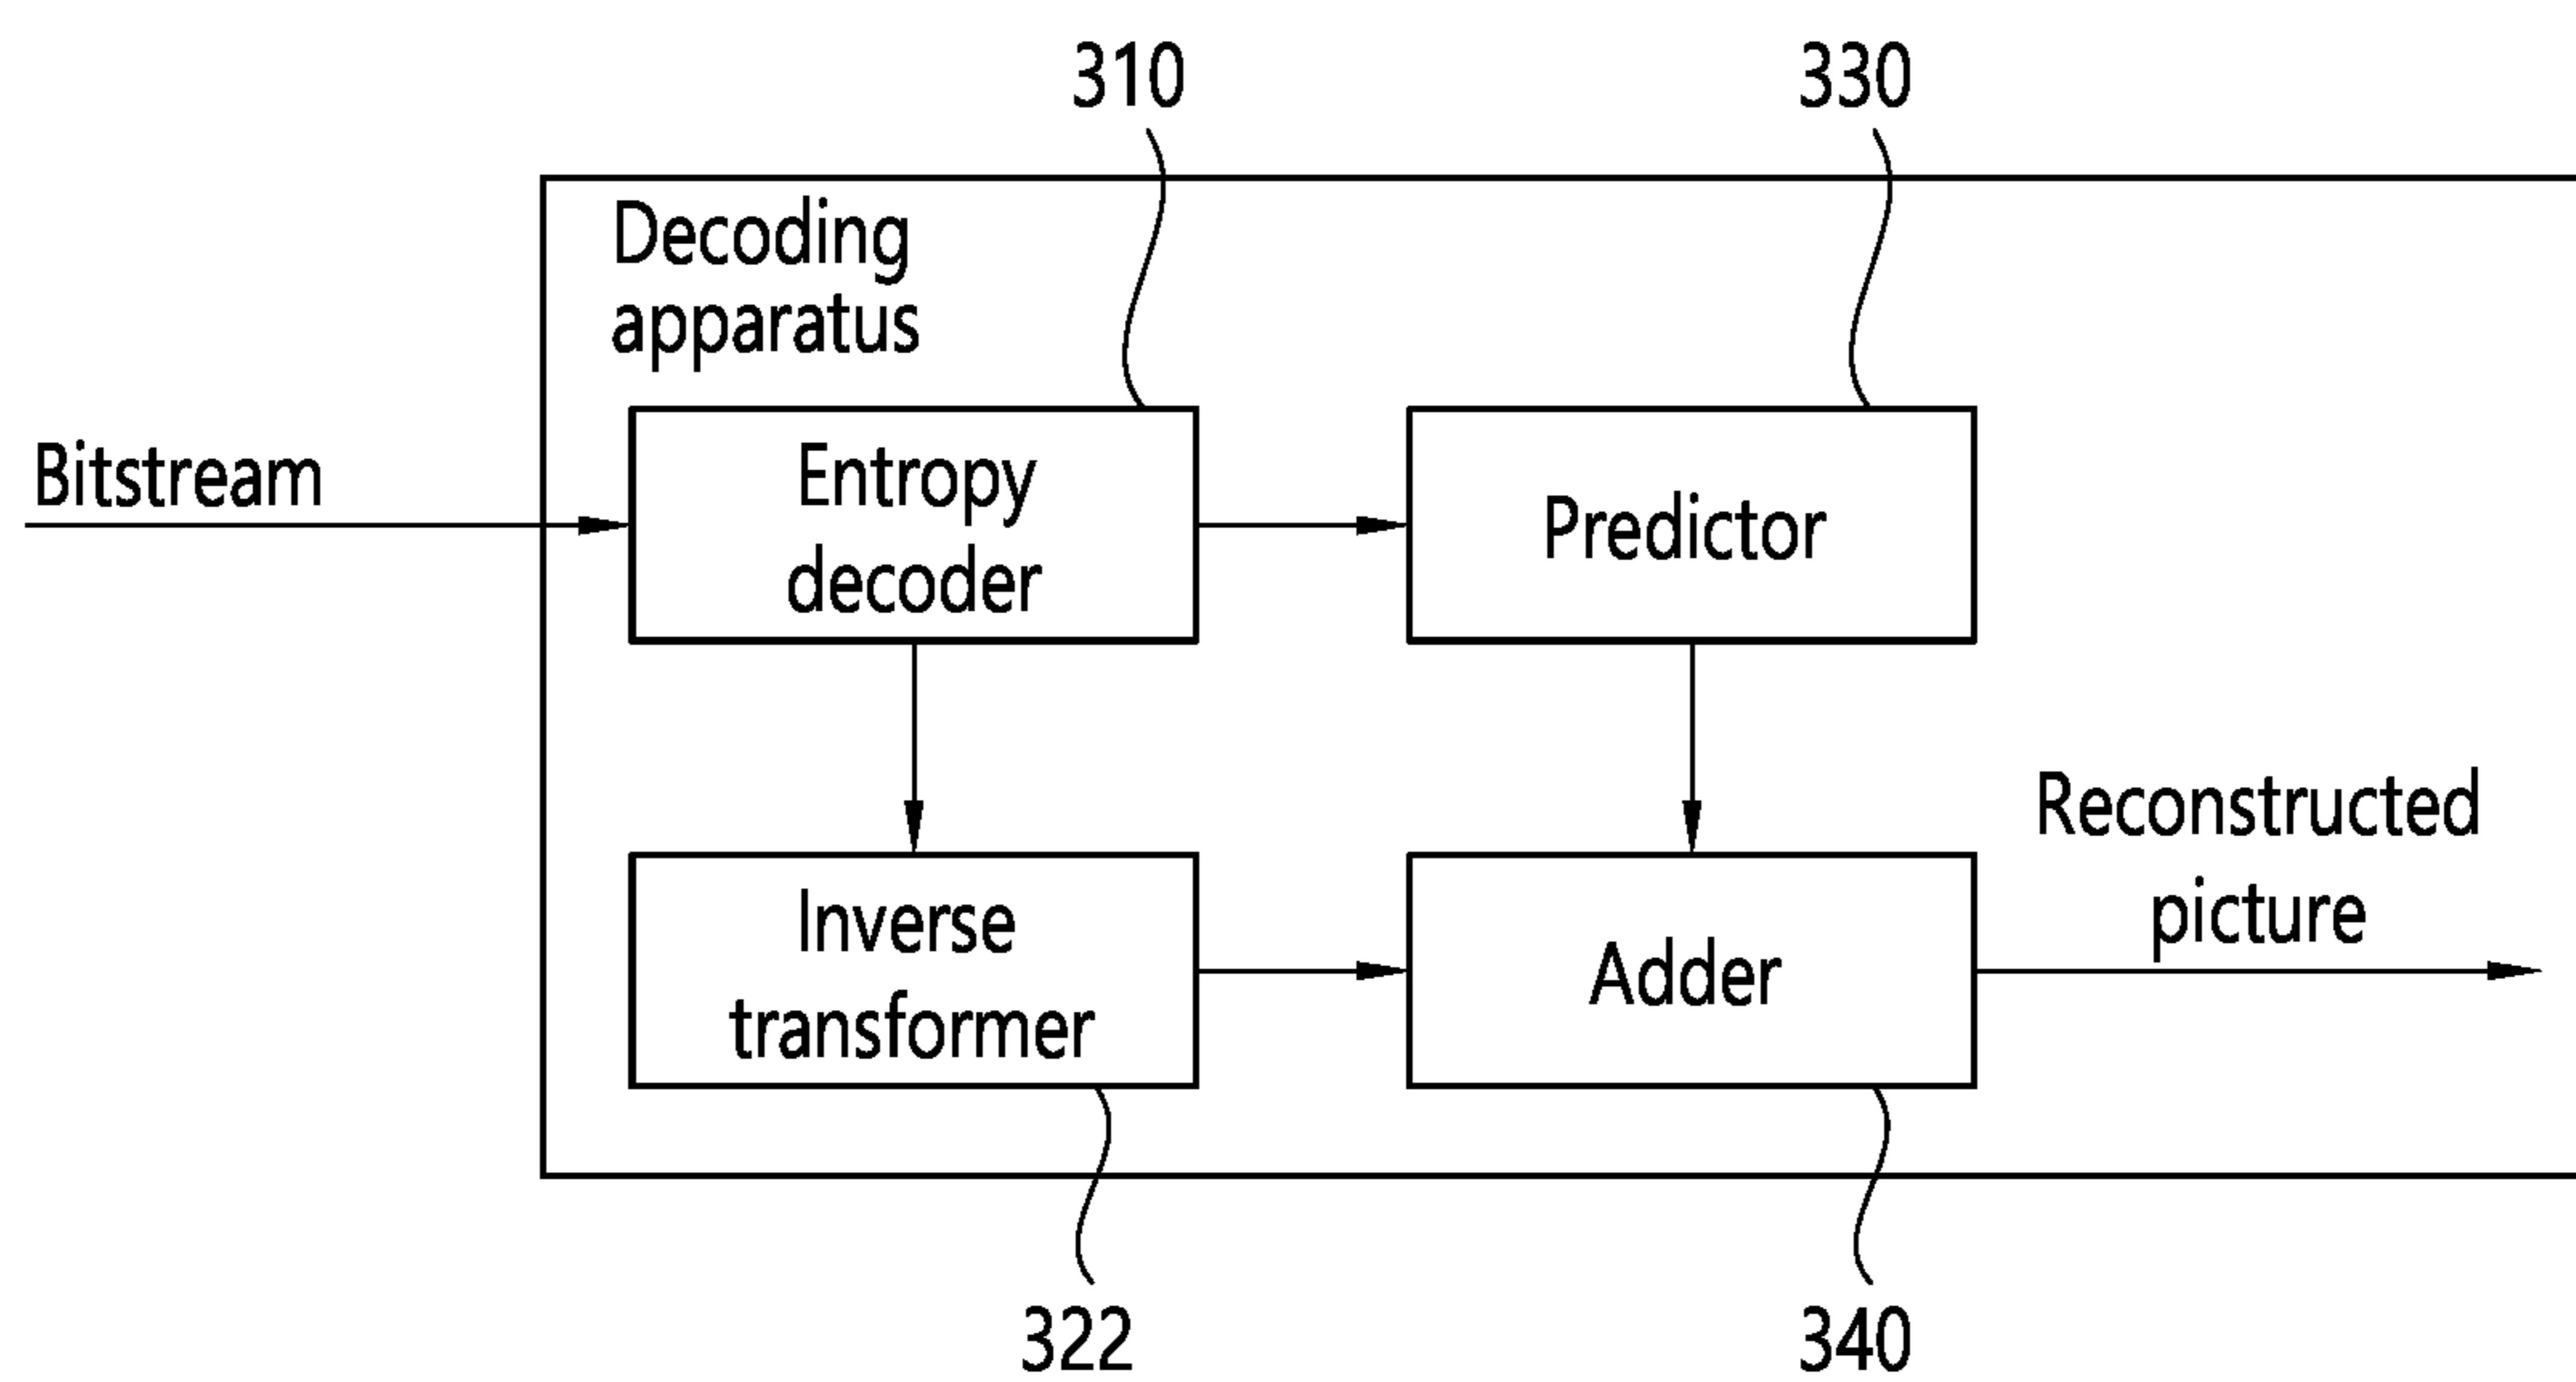 310
330
Decoding
apparatus
Bitstream
Entropy
decoder
Predictor
Reconstructed
picture
Inverse
transformer
Adder
322
340